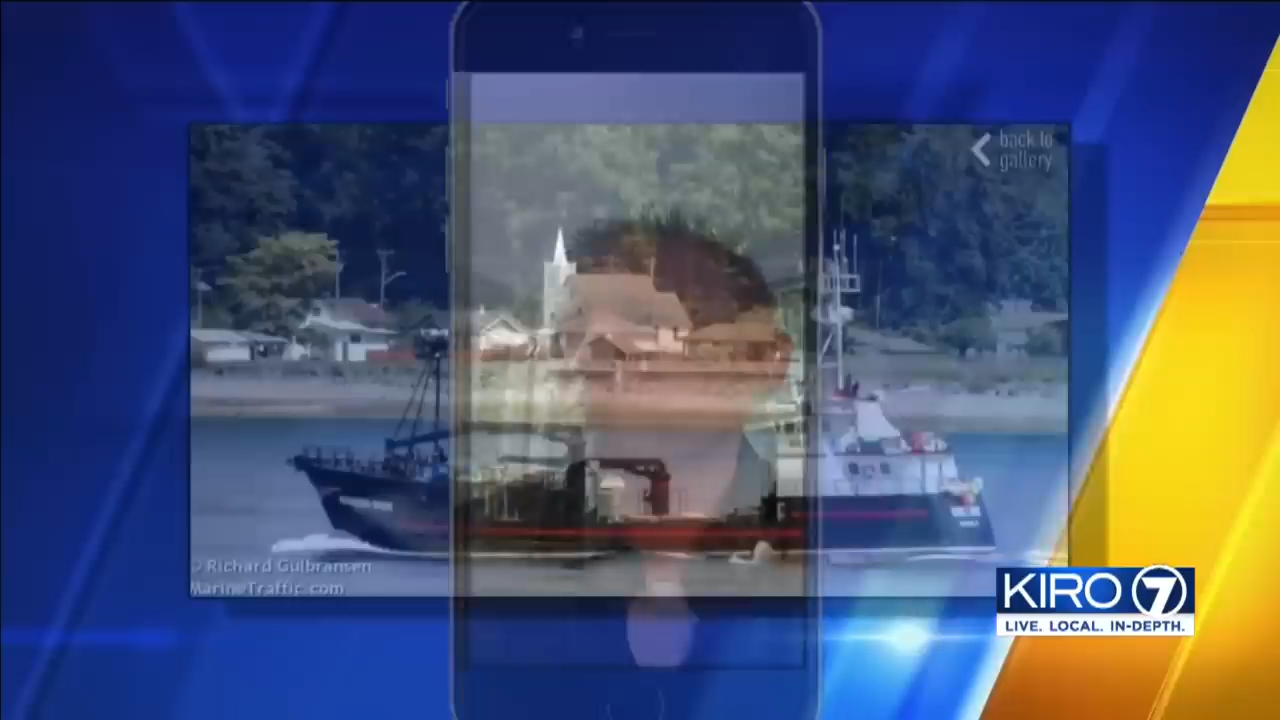 back to
gallery
© Richard Gulbransen
MarineTraffic.com
KIRO 7
LIVE. LOCAL. IN-DEPTH.